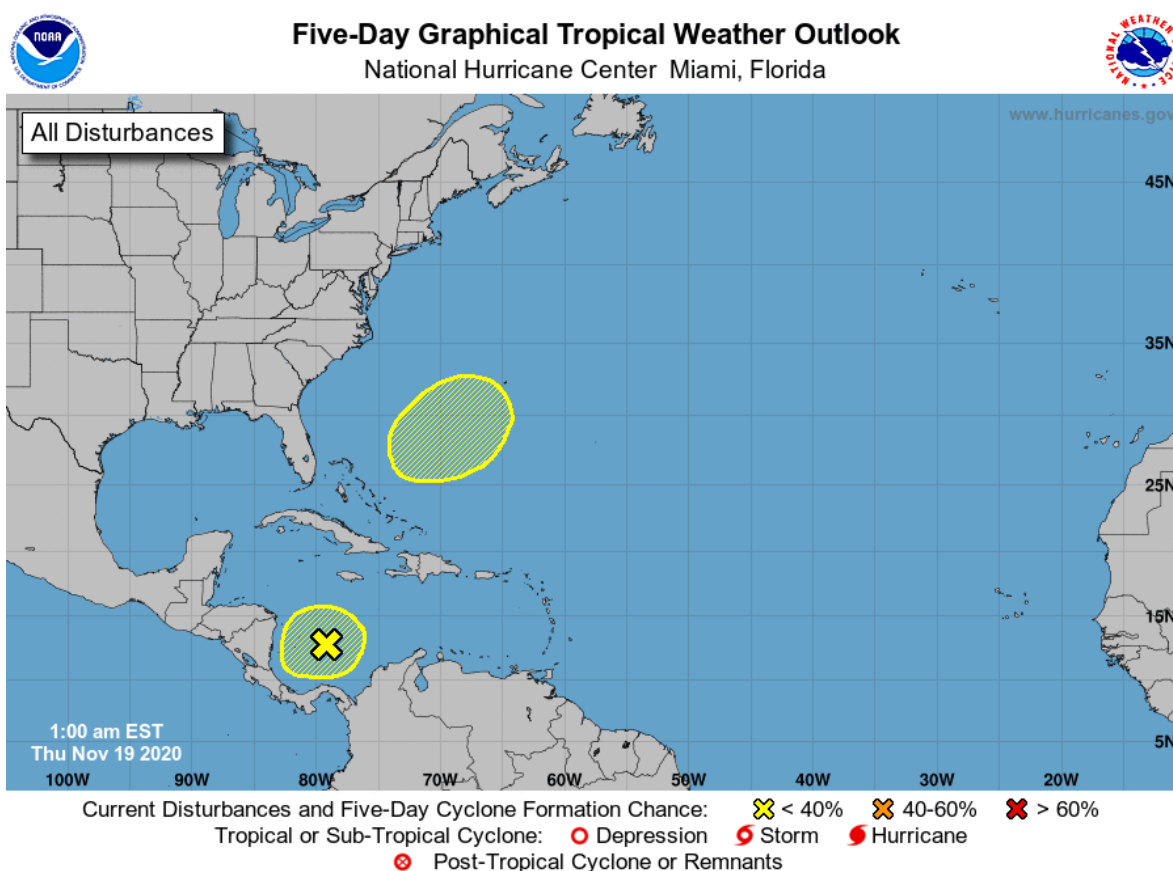 NOAA
Five-Day Graphical Tropical Weather Outlook
National Hurricane Center  Miami, Florida
All Disturbances
www.hurricanes.gov
45N
35N
25N
15N
5N
1:00 am EST
Thu Nov 19 2020
100W 90W 80W 70W 60W 50W 40W 30W 20W
Current Disturbances and Five-Day Cyclone Formation Chance: < 40% 40-60% > 60%
Tropical or Sub-Tropical Cyclone: Depression Storm Hurricane
Post-Tropical Cyclone or Remnants